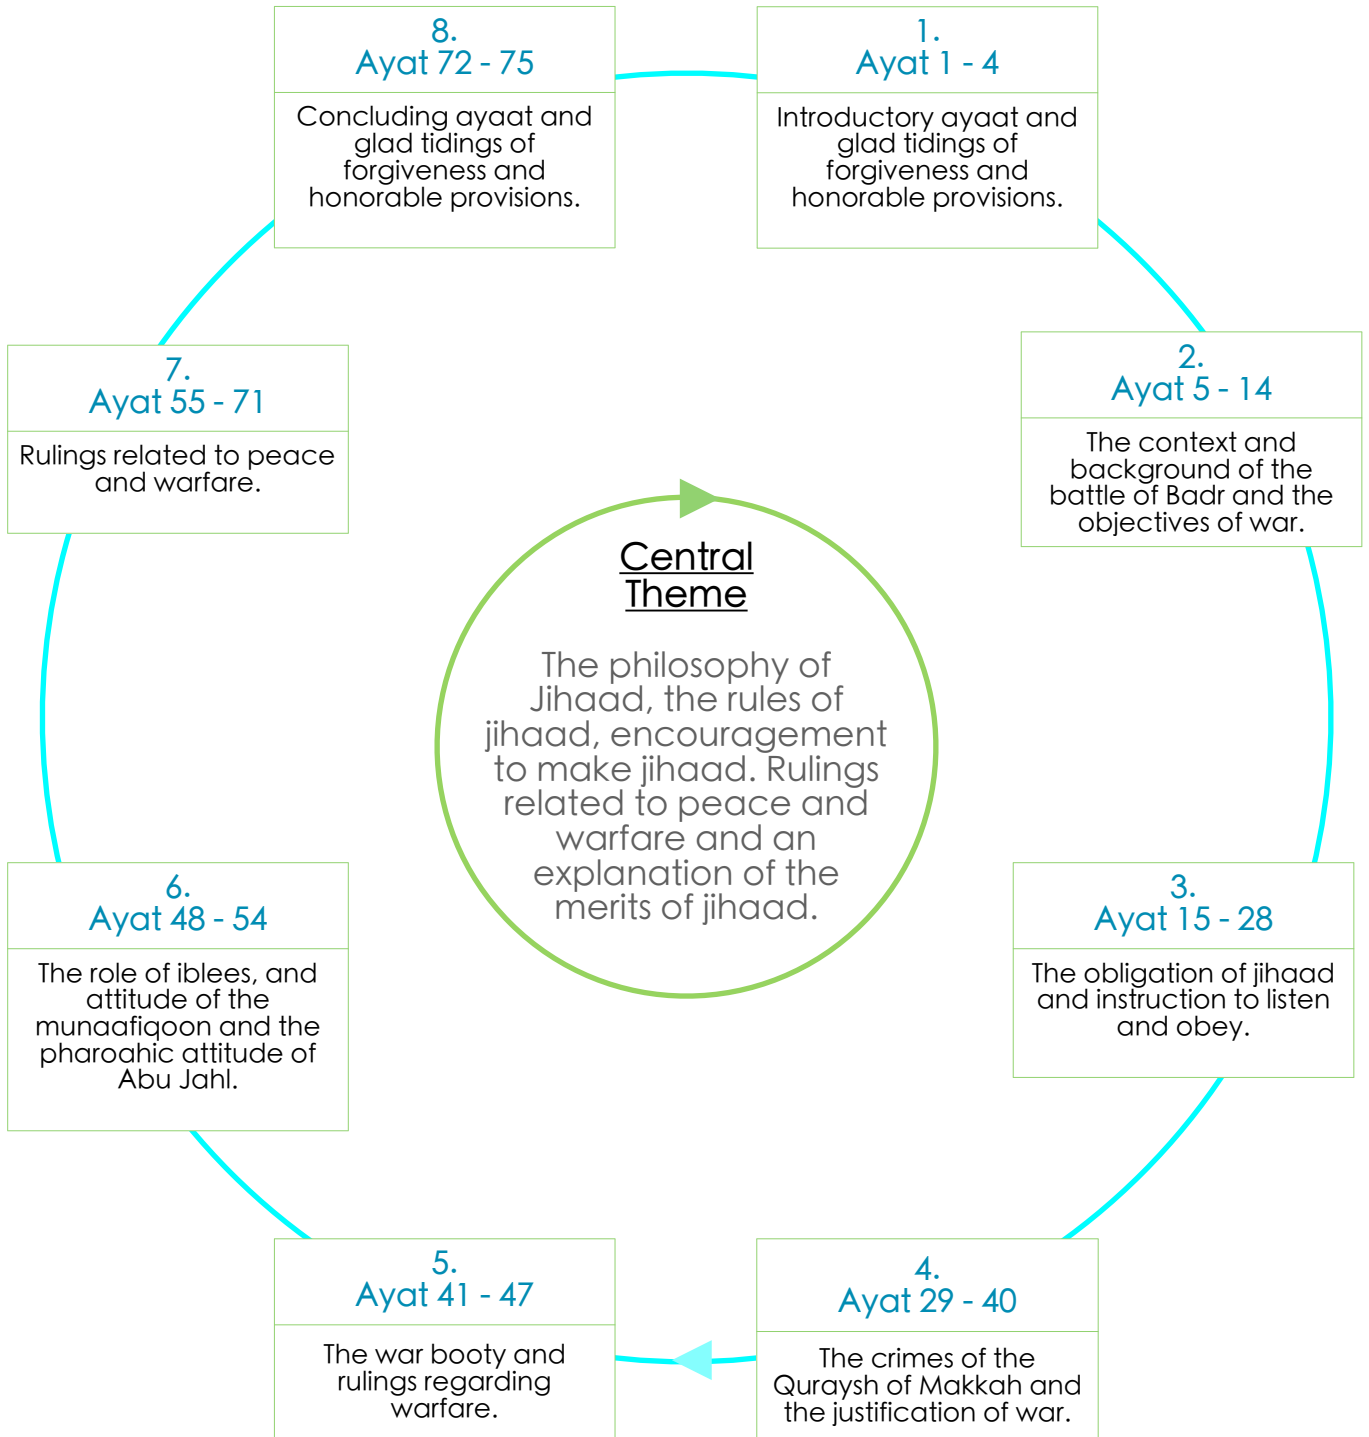 8.
Ayat 72 - 75
Concluding ayaat and
glad tidings of
forgiveness and
honorable provisions.
1.
Ayat 1 - 4
Introductory ayaat and
glad tidings of
forgiveness and
honorable provisions.
7.
Ayat 55 - 71
Rulings related to peace
and warfare.
2.
Ayat 5 - 14
The context and
background of the
battle of Badr and the
objectives of war.
Central
Theme
The philosophy of
Jihaad, the rules of
jihaad, encouragement
to make jihaad. Rulings
related to peace and
warfare and an
explanation of the
merits of jihaad.
6.
Ayat 48 - 54
The role of iblees, and
attitude of the
munaafiqoon and the
pharoahic attitude of
Abu Jahl.
3.
Ayat 15 - 28
The obligation of jihaad
and instruction to listen
and obey.
5.
Ayat 41 - 47
The war booty and
rulings regarding
warfare.
4.
Ayat 29 - 40
The crimes of the
Quraysh of Makkah and
the justification of war.